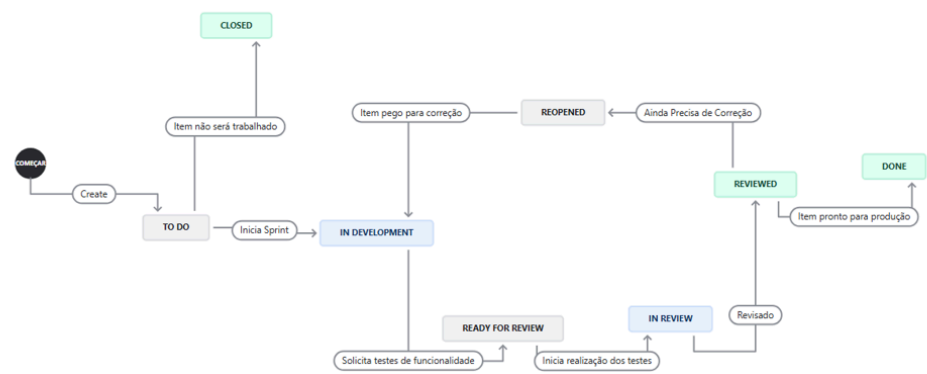 CLOSED
Item pego para correção
REOPENED
Ainda Precisa de Correção
Item não será trabalhado
COMEÇAR
DONE
REVIEWED
Create
Item pronto para produção
TO DO
Inicia Sprint
IN DEVELOPMENT
Revisado
IN REVIEW
READY FOR REVIEW
Solicita testes de funcionalidade
Inicia realização dos testes